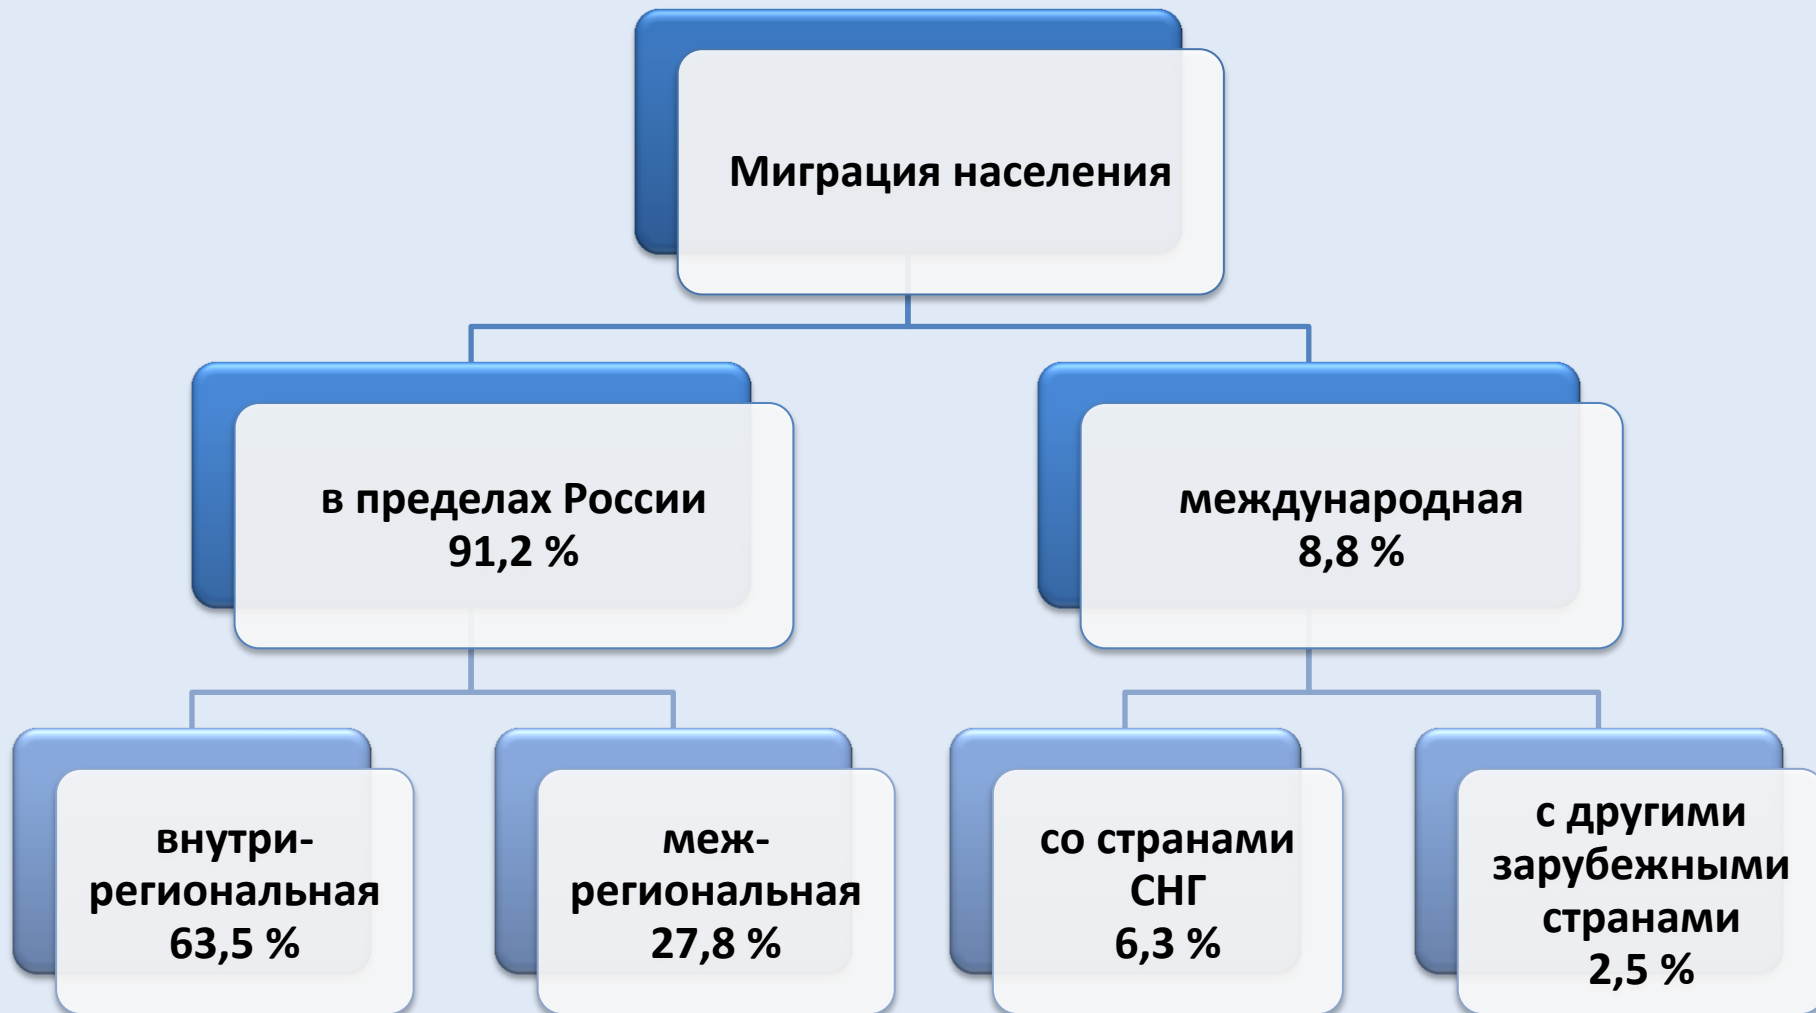 Миграция населения
в пределах России
91,2 %
международная
8,8 %
внутри-
региональная
63,5 %
меж-
региональная
27,8 %
со странами
СНГ
6,3 %
с другими
зарубежными
странами
2,5 %